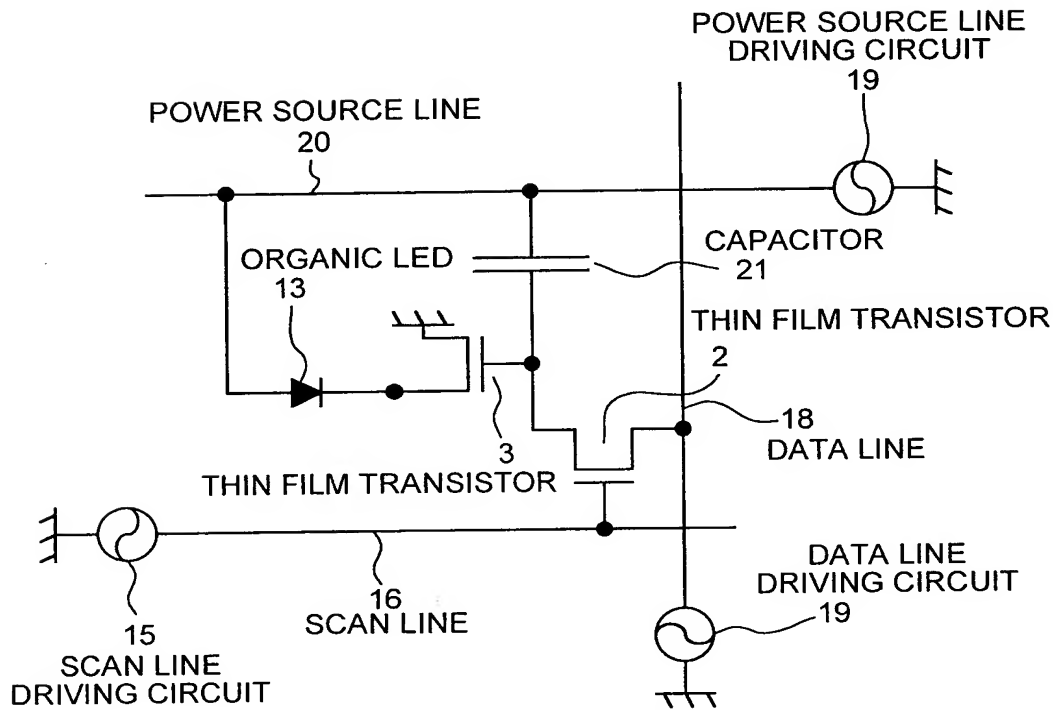 POWER SOURCE LINE
DRIVING CIRCUIT
19
POWER SOURCE LINE
20
CAPACITOR
21
ORGANIC LED
13
THIN FILM TRANSISTOR
2
18
DATA LINE
3
THIN FILM TRANSISTOR
16
SCAN LINE
15
SCAN LINE
DRIVING CIRCUIT
DATA LINE
DRIVING CIRCUIT
19